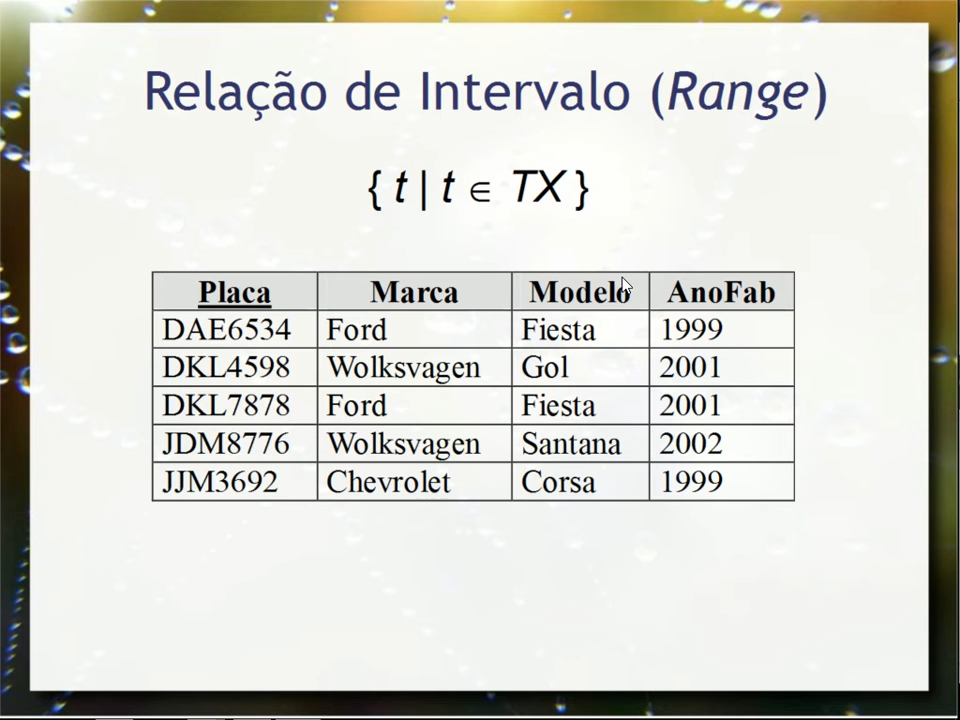 Relação de Intervalo (Range)
{ t | t ∈ TX }
Placa Marca Modelo AnoFab
DAE6534 Ford Fiesta 1999
DKL4598 Wolksvagen Gol 2001
DKL7878 Ford Fiesta 2001
JDM8776 Wolksvagen Santana 2002
JJM3692 Chevrolet Corsa 1999